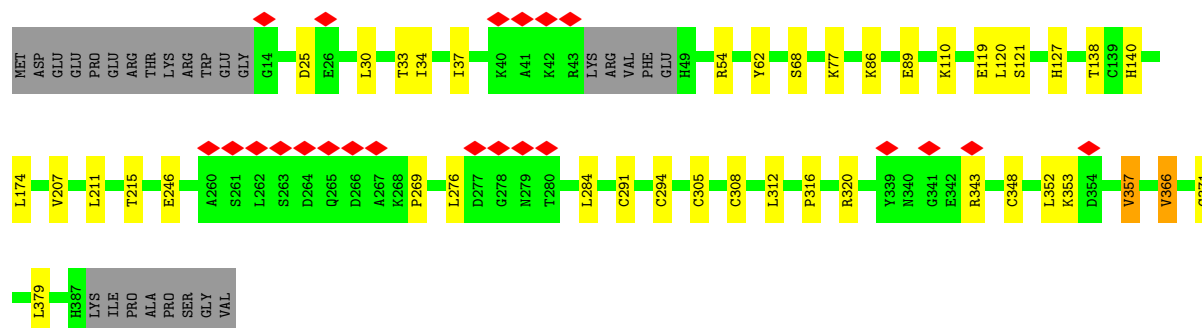 MET ASP GLU GLU PRO GLU ARG THR LYS ARG TRP GLU GLY G14 D25 E26 L30 T33 I34 I37 K40 A41 K42 R43 LYS ARG VAL PHE GLU H49 R54 Y62 S68 K77 K86 E89 K110 E119 L120 S121 H127 T138 C139 H140
L174 V207 L211 T215 E246 A260 S261 L262 S263 D264 Q265 D266 A267 K268 P269 L276 D277 G278 N279 T280 L284 C291 C294 C305 C308 L312 P316 R320 Y339 N340 G341 E342 R343 C348 L352 K353 D354 V357 V366
L379 H387 LYS ILE PRO ALA PRO SER GLY VAL